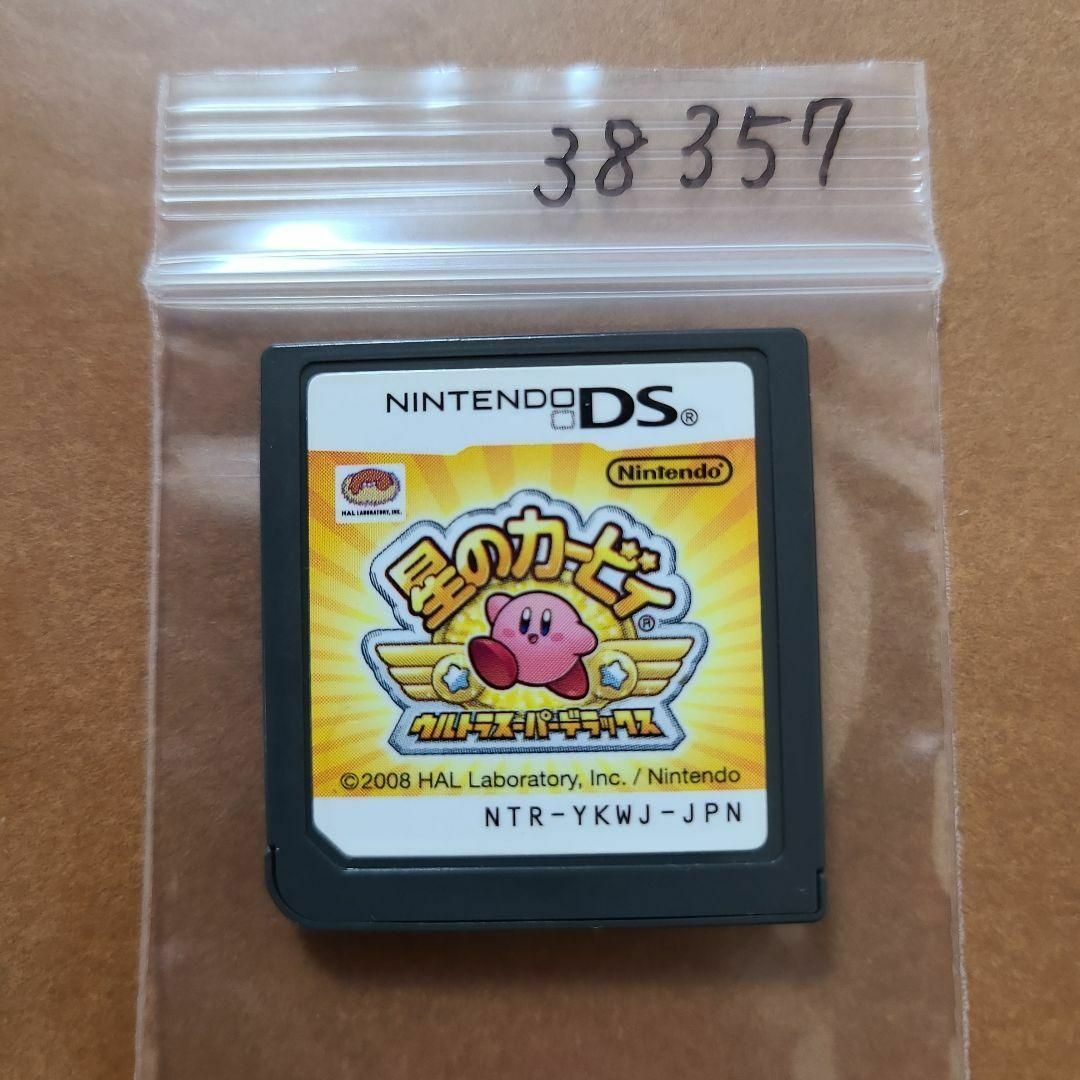 38357
NINTENDO DS®
Nintendo®
HAL LABORATORY, INC.
星のカービィ®
ウルトラスーパーデラックス
©2008 HAL Laboratory, Inc. / Nintendo
NTR-YKWJ-JPN